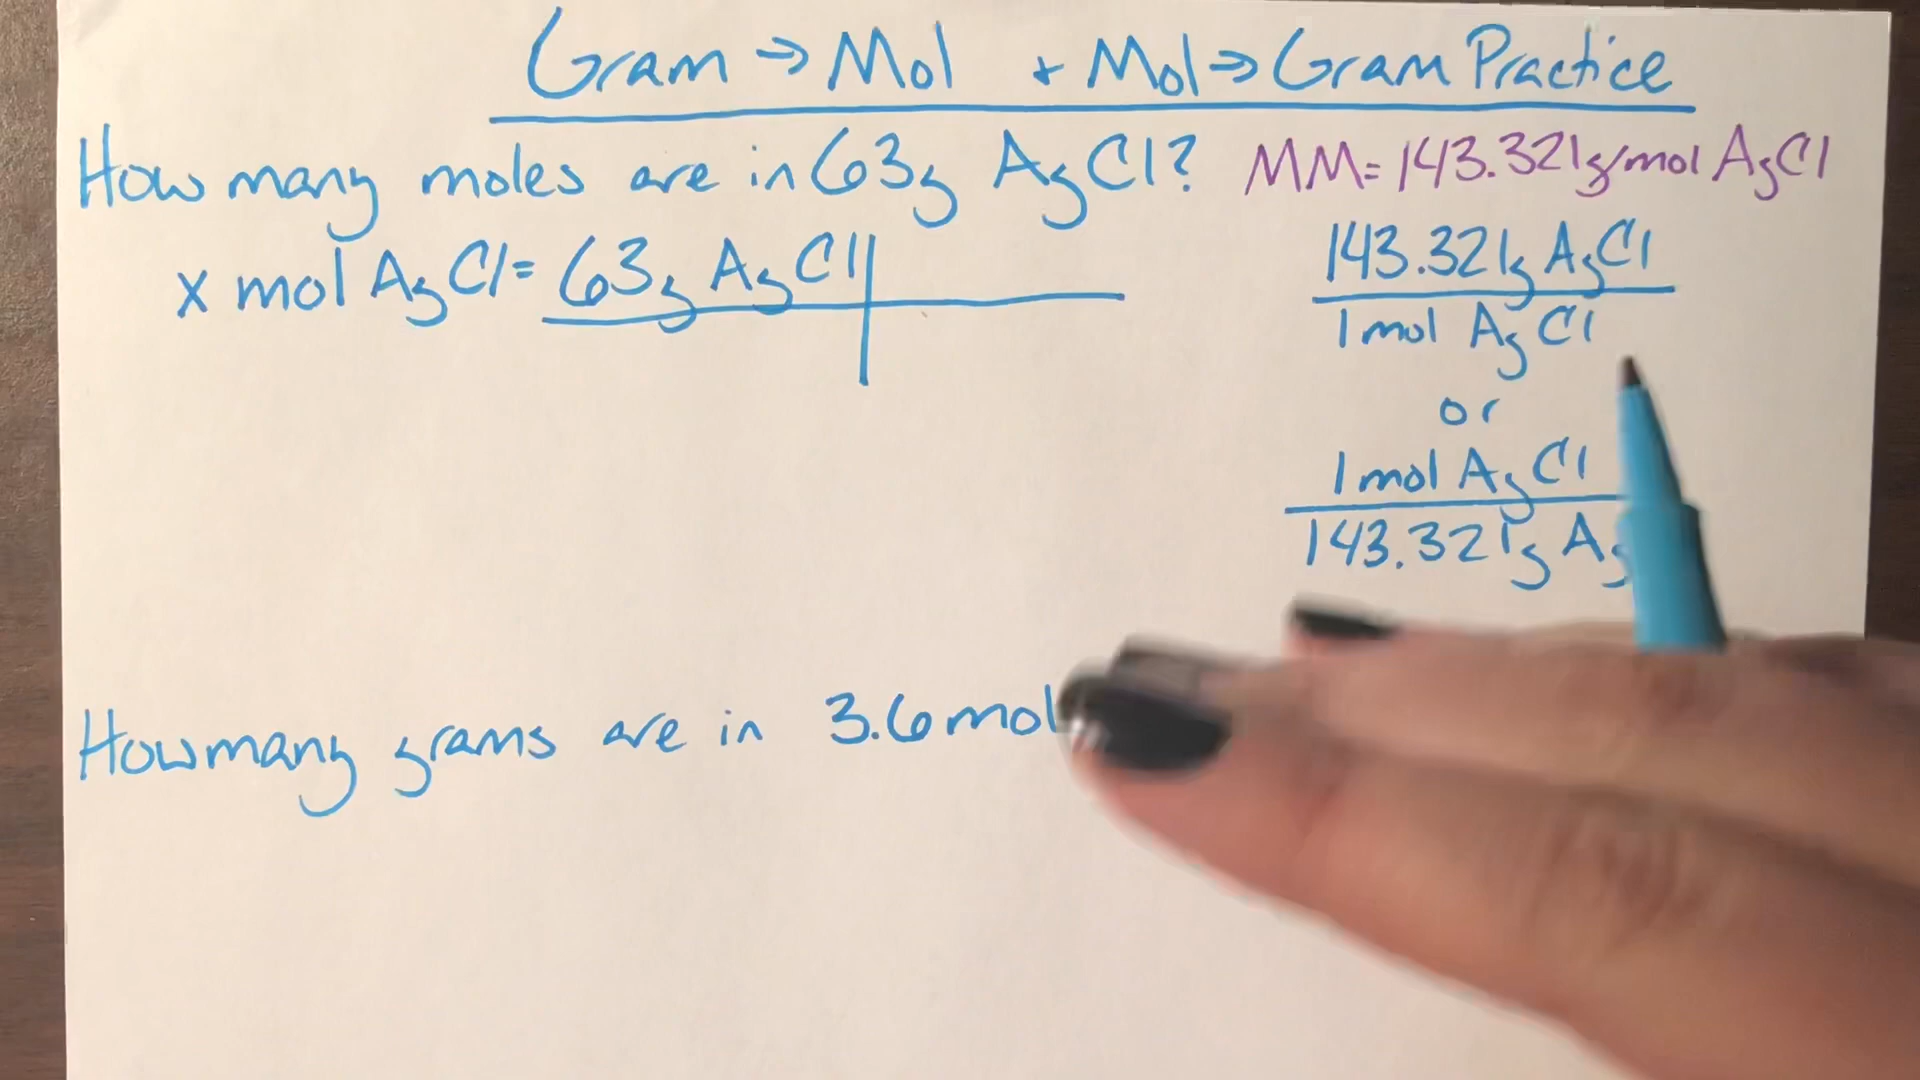 Gram → Mol + Mol → Gram Practice
How many moles are in 63g AgCl? MM = 143.321g/mol AgCl
x mol AgCl = 63g AgCl
143.321g AgCl
1 mol AgCl
or
1 mol AgCl
143.321g Ag
How many grams are in 3.6 mol